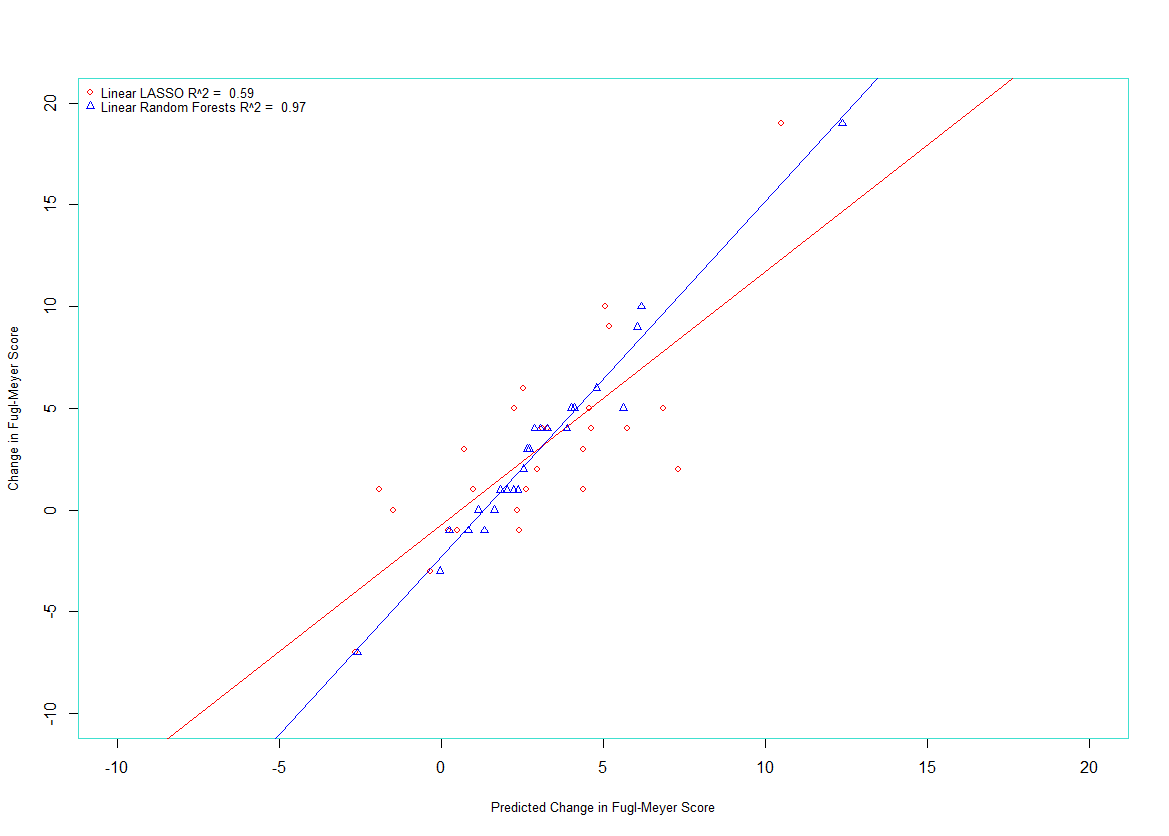 Linear LASSO R^2 = 0.59
Linear Random Forests R^2 = 0.97
20
15
10
5
0
-5
-10
Change in Fugl-Meyer Score
-10 -5 0 5 10 15 20
Predicted Change in Fugl-Meyer Score